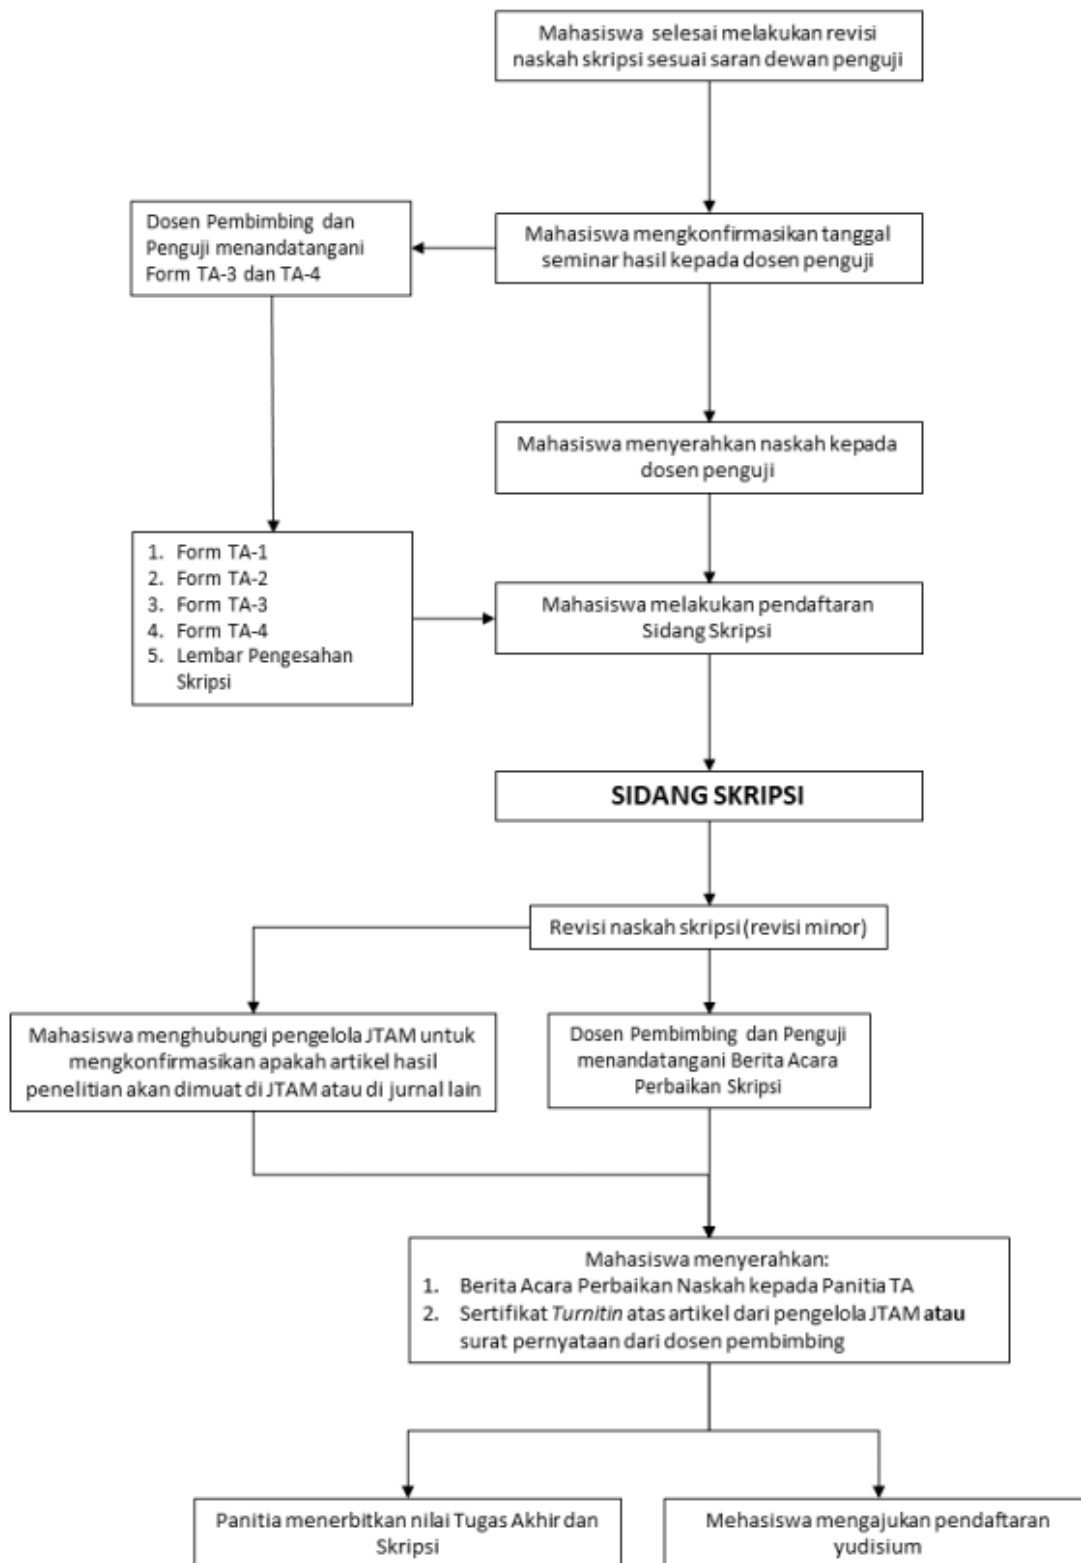 Mahasiswa selesai melakukan revisi
naskah skripsi sesuai saran dewan penguji
Dosen Pembimbing dan
Penguji menandatangani
Form TA-3 dan TA-4
Mahasiswa mengkonfirmasikan tanggal
seminar hasil kepada dosen penguji
Mahasiswa menyerahkan naskah kepada
dosen penguji
1. Form TA-1
2. Form TA-2
3. Form TA-3
4. Form TA-4
5. Lembar Pengesahan
Skripsi
Mahasiswa melakukan pendaftaran
Sidang Skripsi
SIDANG SKRIPSI
Revisi naskah skripsi (revisi minor)
Mahasiswa menghubungi pengelola JTAM untuk
mengkonfirmasikan apakah artikel hasil
penelitian akan dimuat di JTAM atau di jurnal lain
Dosen Pembimbing dan Penguji
menandatangani Berita Acara
Perbaikan Skripsi
Mahasiswa menyerahkan:
1. Berita Acara Perbaikan Naskah kepada Panitia TA
2. Sertifikat Turnitin atas artikel dari pengelola JTAM atau
surat pernyataan dari dosen pembimbing
Panitia menerbitkan nilai Tugas Akhir dan
Skripsi
Mehasiswa mengajukan pendaftaran
yudisium